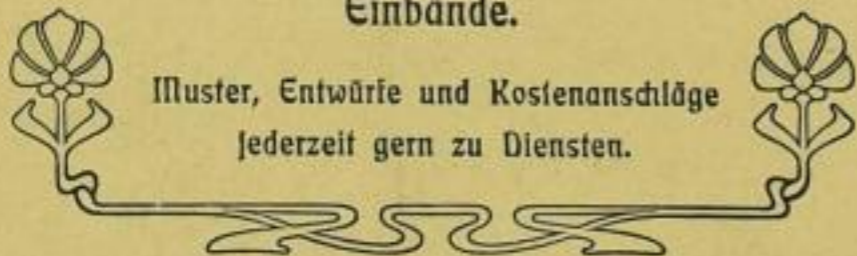 Einbände.
Muster, Entwürfe und Kostenanschläge
jederzeit gern zu Diensten.